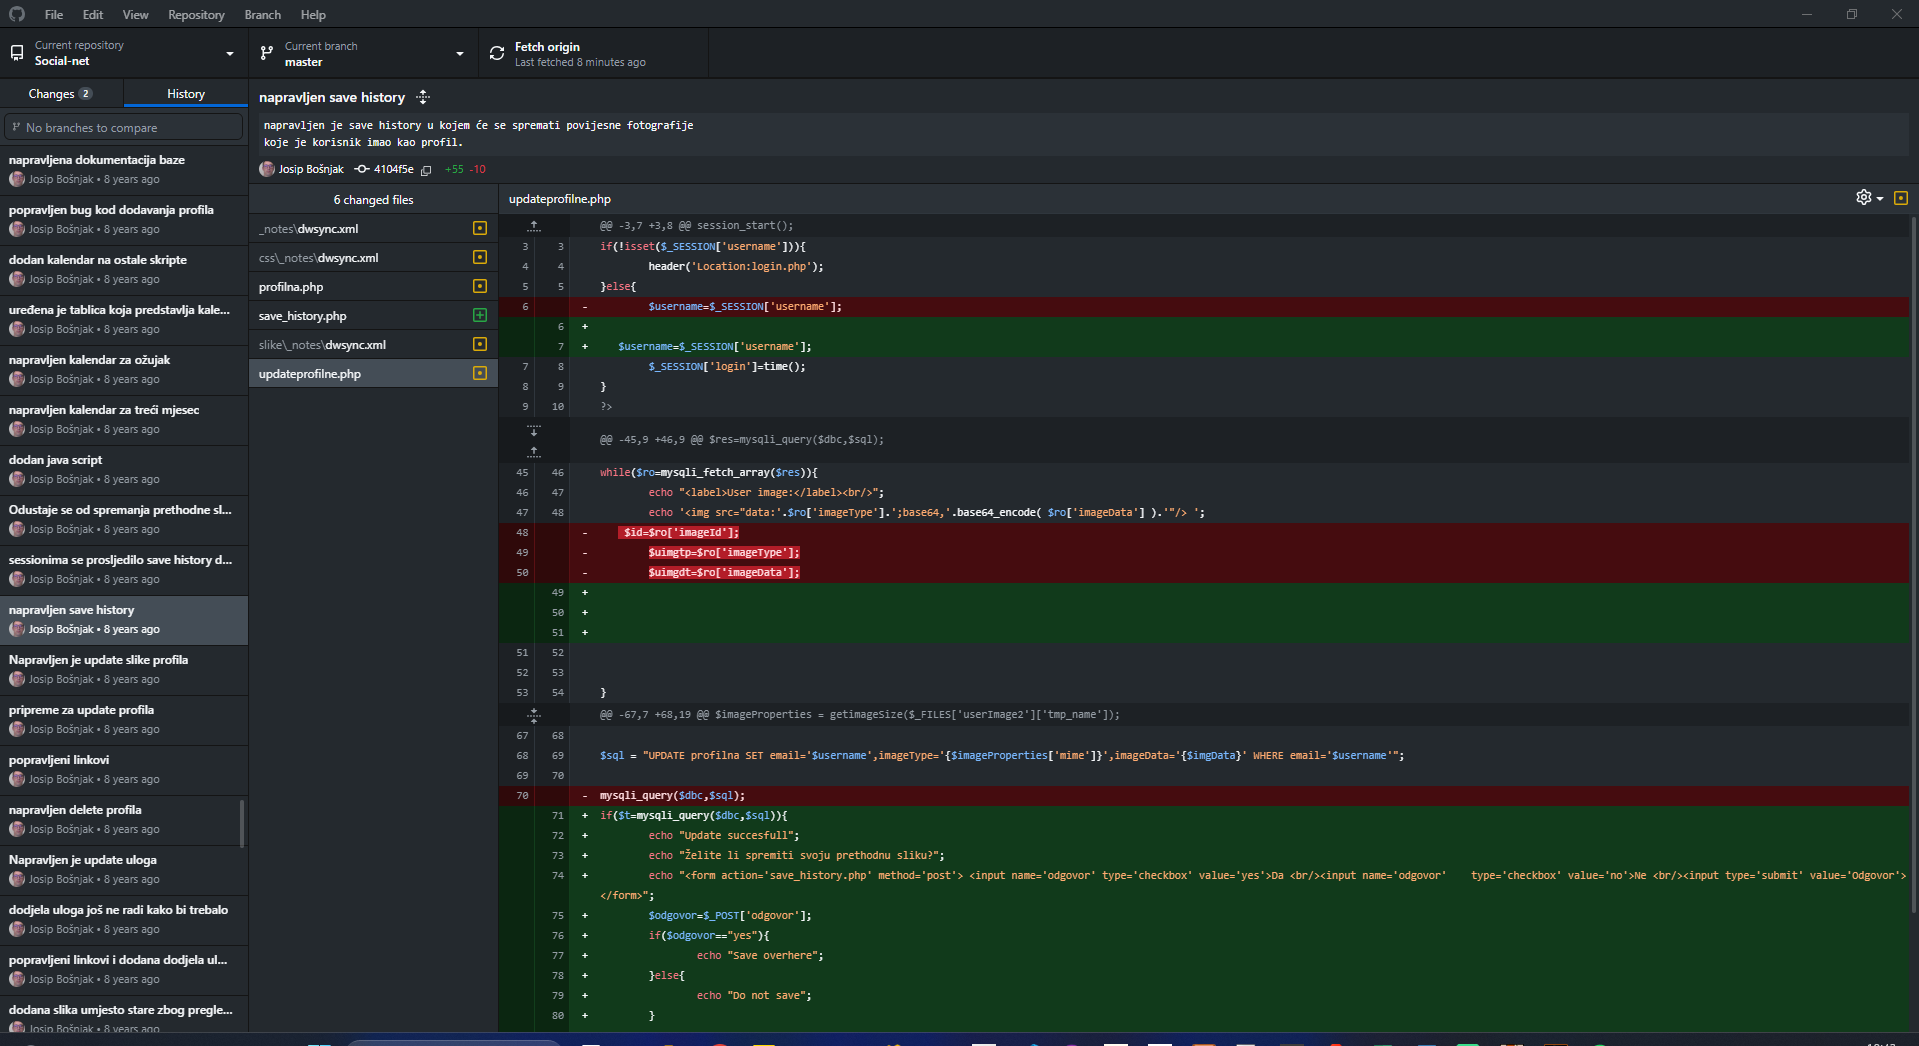 File Edit View Repository Branch Help
Current repository
Social-net
Current branch
master
Fetch origin
Last fetched 8 minutes ago
Changes 2
History
No branches to compare
napravljena dokumentacija baze
Josip Bošnjak • 8 years ago
popravljen bug kod dodavanja profila
Josip Bošnjak • 8 years ago
dodan kalendar na ostale skripte
Josip Bošnjak • 8 years ago
uređena je tablica koja predstavlja kale...
Josip Bošnjak • 8 years ago
napravljen kalendar za ožujak
Josip Bošnjak • 8 years ago
napravljen kalendar za treći mjesec
Josip Bošnjak • 8 years ago
dodan java script
Josip Bošnjak • 8 years ago
Odustaje se od spremanja prethodne sl...
Josip Bošnjak • 8 years ago
sessionima se prosljedilo save history d...
Josip Bošnjak • 8 years ago
napravljen save history
Josip Bošnjak • 8 years ago
Napravljen je update slike profila
Josip Bošnjak • 8 years ago
pripreme za update profila
Josip Bošnjak • 8 years ago
popravljeni linkovi
Josip Bošnjak • 8 years ago
napravljen delete profila
Josip Bošnjak • 8 years ago
Napravljen je update uloga
Josip Bošnjak • 8 years ago
dodjela uloga još ne radi kako bi trebalo
Josip Bošnjak • 8 years ago
popravljeni linkovi i dodana dodjela ul...
Josip Bošnjak • 8 years ago
dodana slika umjesto stare zbog pregle...
Josip Bošnjak • 8 years ago
napravljen save history
napravljen je save history u kojem će se spremati povijesne fotografije
koje je korisnik imao kao profil.
Josip Bošnjak 4104f5e +55 -10
6 changed files
_notes\dwsync.xml
css\_notes\dwsync.xml
profilna.php
save_history.php
slike\_notes\dwsync.xml
updateprofilne.php
updateprofilne.php
@@ -3,7 +3,8 @@ session_start();
3 3 if(!isset($_SESSION['username'])){
4 4 header('Location:login.php');
5 5 }else{
6 - $username=$_SESSION['username'];
6 +
7 + $username=$_SESSION['username'];
7 8 $_SESSION['login']=time();
8 9 }
9 10 ?>
@@ -45,9 +46,9 @@ $res=mysqli_query($dbc,$sql);
45 46 while($ro=mysqli_fetch_array($res)){
46 47 echo "<label>User image:</label><br/>";
47 48 echo '<img src="data:'.$ro['imageType'].';base64,'.base64_encode( $ro['imageData'] ).'"/> ';
48 - $id=$ro['imageId'];
49 - $uimgtp=$ro['imageType'];
50 - $uimgdt=$ro['imageData'];
49 +
50 +
51 +
51 52
52 53
53 54 }
@@ -67,7 +68,19 @@ $imageProperties = getimageSize($_FILES['userImage2']['tmp_name']);
67 68
68 69 $sql = "UPDATE profilna SET email='$username',imageType='{$imageProperties['mime']}',imageData='{$imgData}' WHERE email='$username'";
69 70
70 - mysqli_query($dbc,$sql);
71 + if($t=mysqli_query($dbc,$sql)){
72 + echo "Update succesfull";
73 + echo "Želite li spremiti svoju prethodnu sliku?";
74 + echo "<form action='save_history.php' method='post'> <input name='odgovor' type='checkbox' value='yes'>Da <br/><input name='odgovor' type='checkbox' value='no'>Ne <br/><input type='submit' value='Odgovor'>
</form>";
75 + $odgovor=$_POST['odgovor'];
76 + if($odgovor=="yes"){
77 + echo "Save overhere";
78 + }else{
79 + echo "Do not save";
80 + }